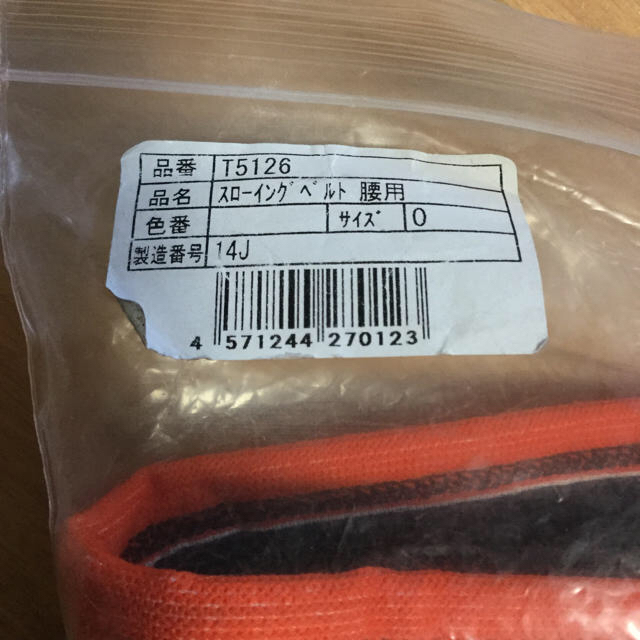 品番 T5126
品名 ｽﾛｰｲﾝｸﾞﾍﾞﾙﾄ 腰用
色番 ｻｲｽﾞ 0
製造番号 14J
4 571244 270123